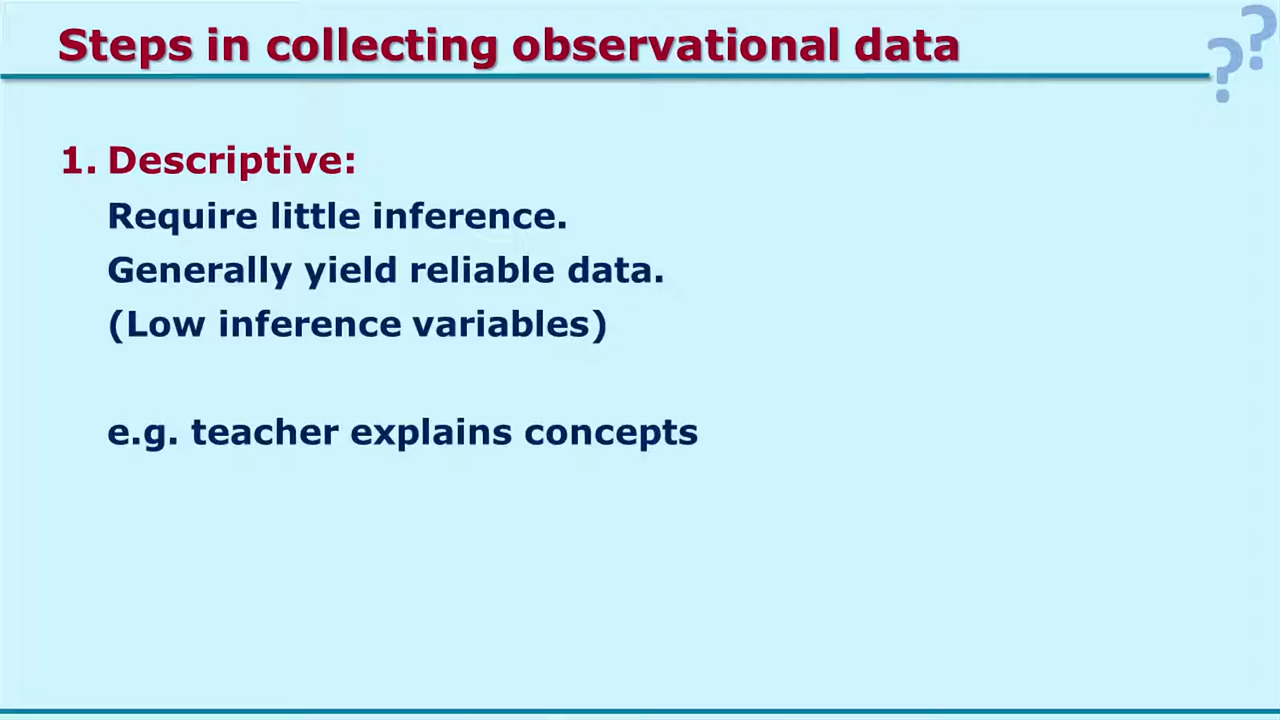 Steps in collecting observational data
? ?
1. Descriptive:
Require little inference.
Generally yield reliable data.
(Low inference variables)
e.g. teacher explains concepts